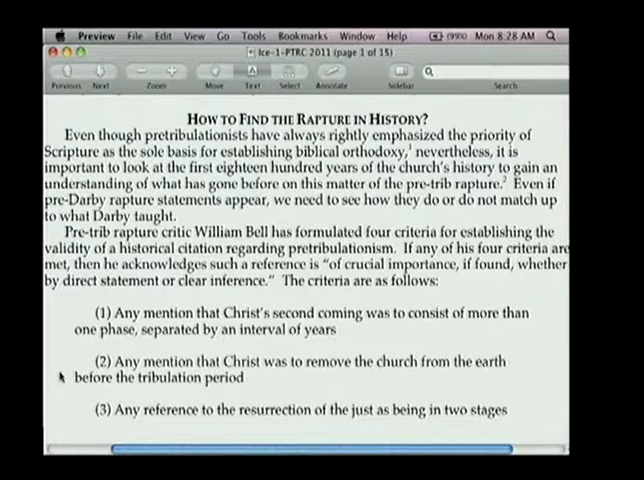 Preview File Edit View Go Tools Bookmarks Window Help (99%) Mon 8:28 AM
Ice-1-PTRC 2011 (page 1 of 15)
Previous Next Zoom Move Text Select Annotate Sidebar Search
HOW TO FIND THE RAPTURE IN HISTORY?
Even though pretribulationists have always rightly emphasized the priority of
Scripture as the sole basis for establishing biblical orthodoxy,1 nevertheless, it is
important to look at the first eighteen hundred years of the church's history to gain an
understanding of what has gone before on this matter of the pre-trib rapture.2 Even if
pre-Darby rapture statements appear, we need to see how they do or do not match up
to what Darby taught.
Pre-trib rapture critic William Bell has formulated four criteria for establishing the
validity of a historical citation regarding pretribulationism. If any of his four criteria are
met, then he acknowledges such a reference is "of crucial importance, if found, whether
by direct statement or clear inference." The criteria are as follows:
(1) Any mention that Christ's second coming was to consist of more than
one phase, separated by an interval of years
(2) Any mention that Christ was to remove the church from the earth
before the tribulation period
(3) Any reference to the resurrection of the just as being in two stages